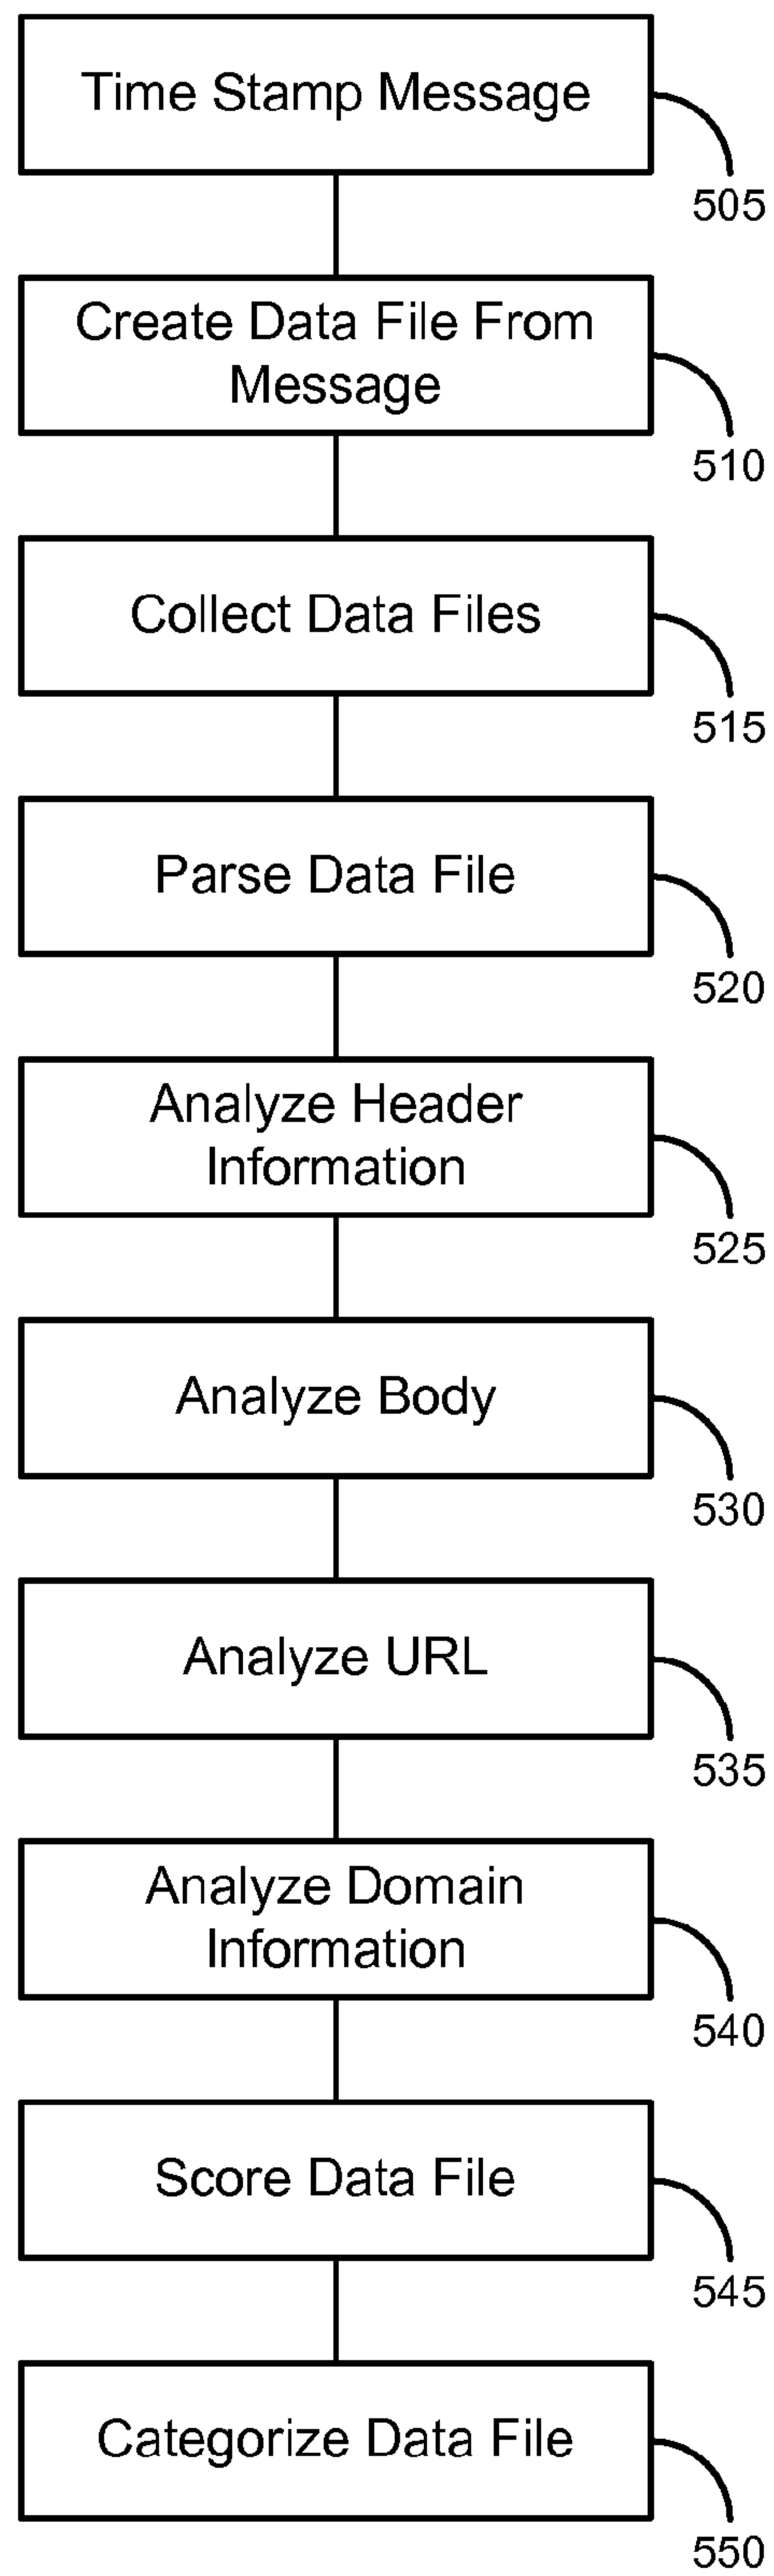 Time Stamp Message
505
Create Data File From
Message
510
Collect Data Files
515
Parse Data File
520
Analyze Header
Information
525
Analyze Body
530
Analyze URL
535
Analyze Domain
Information
540
Score Data File
545
Categorize Data File
550